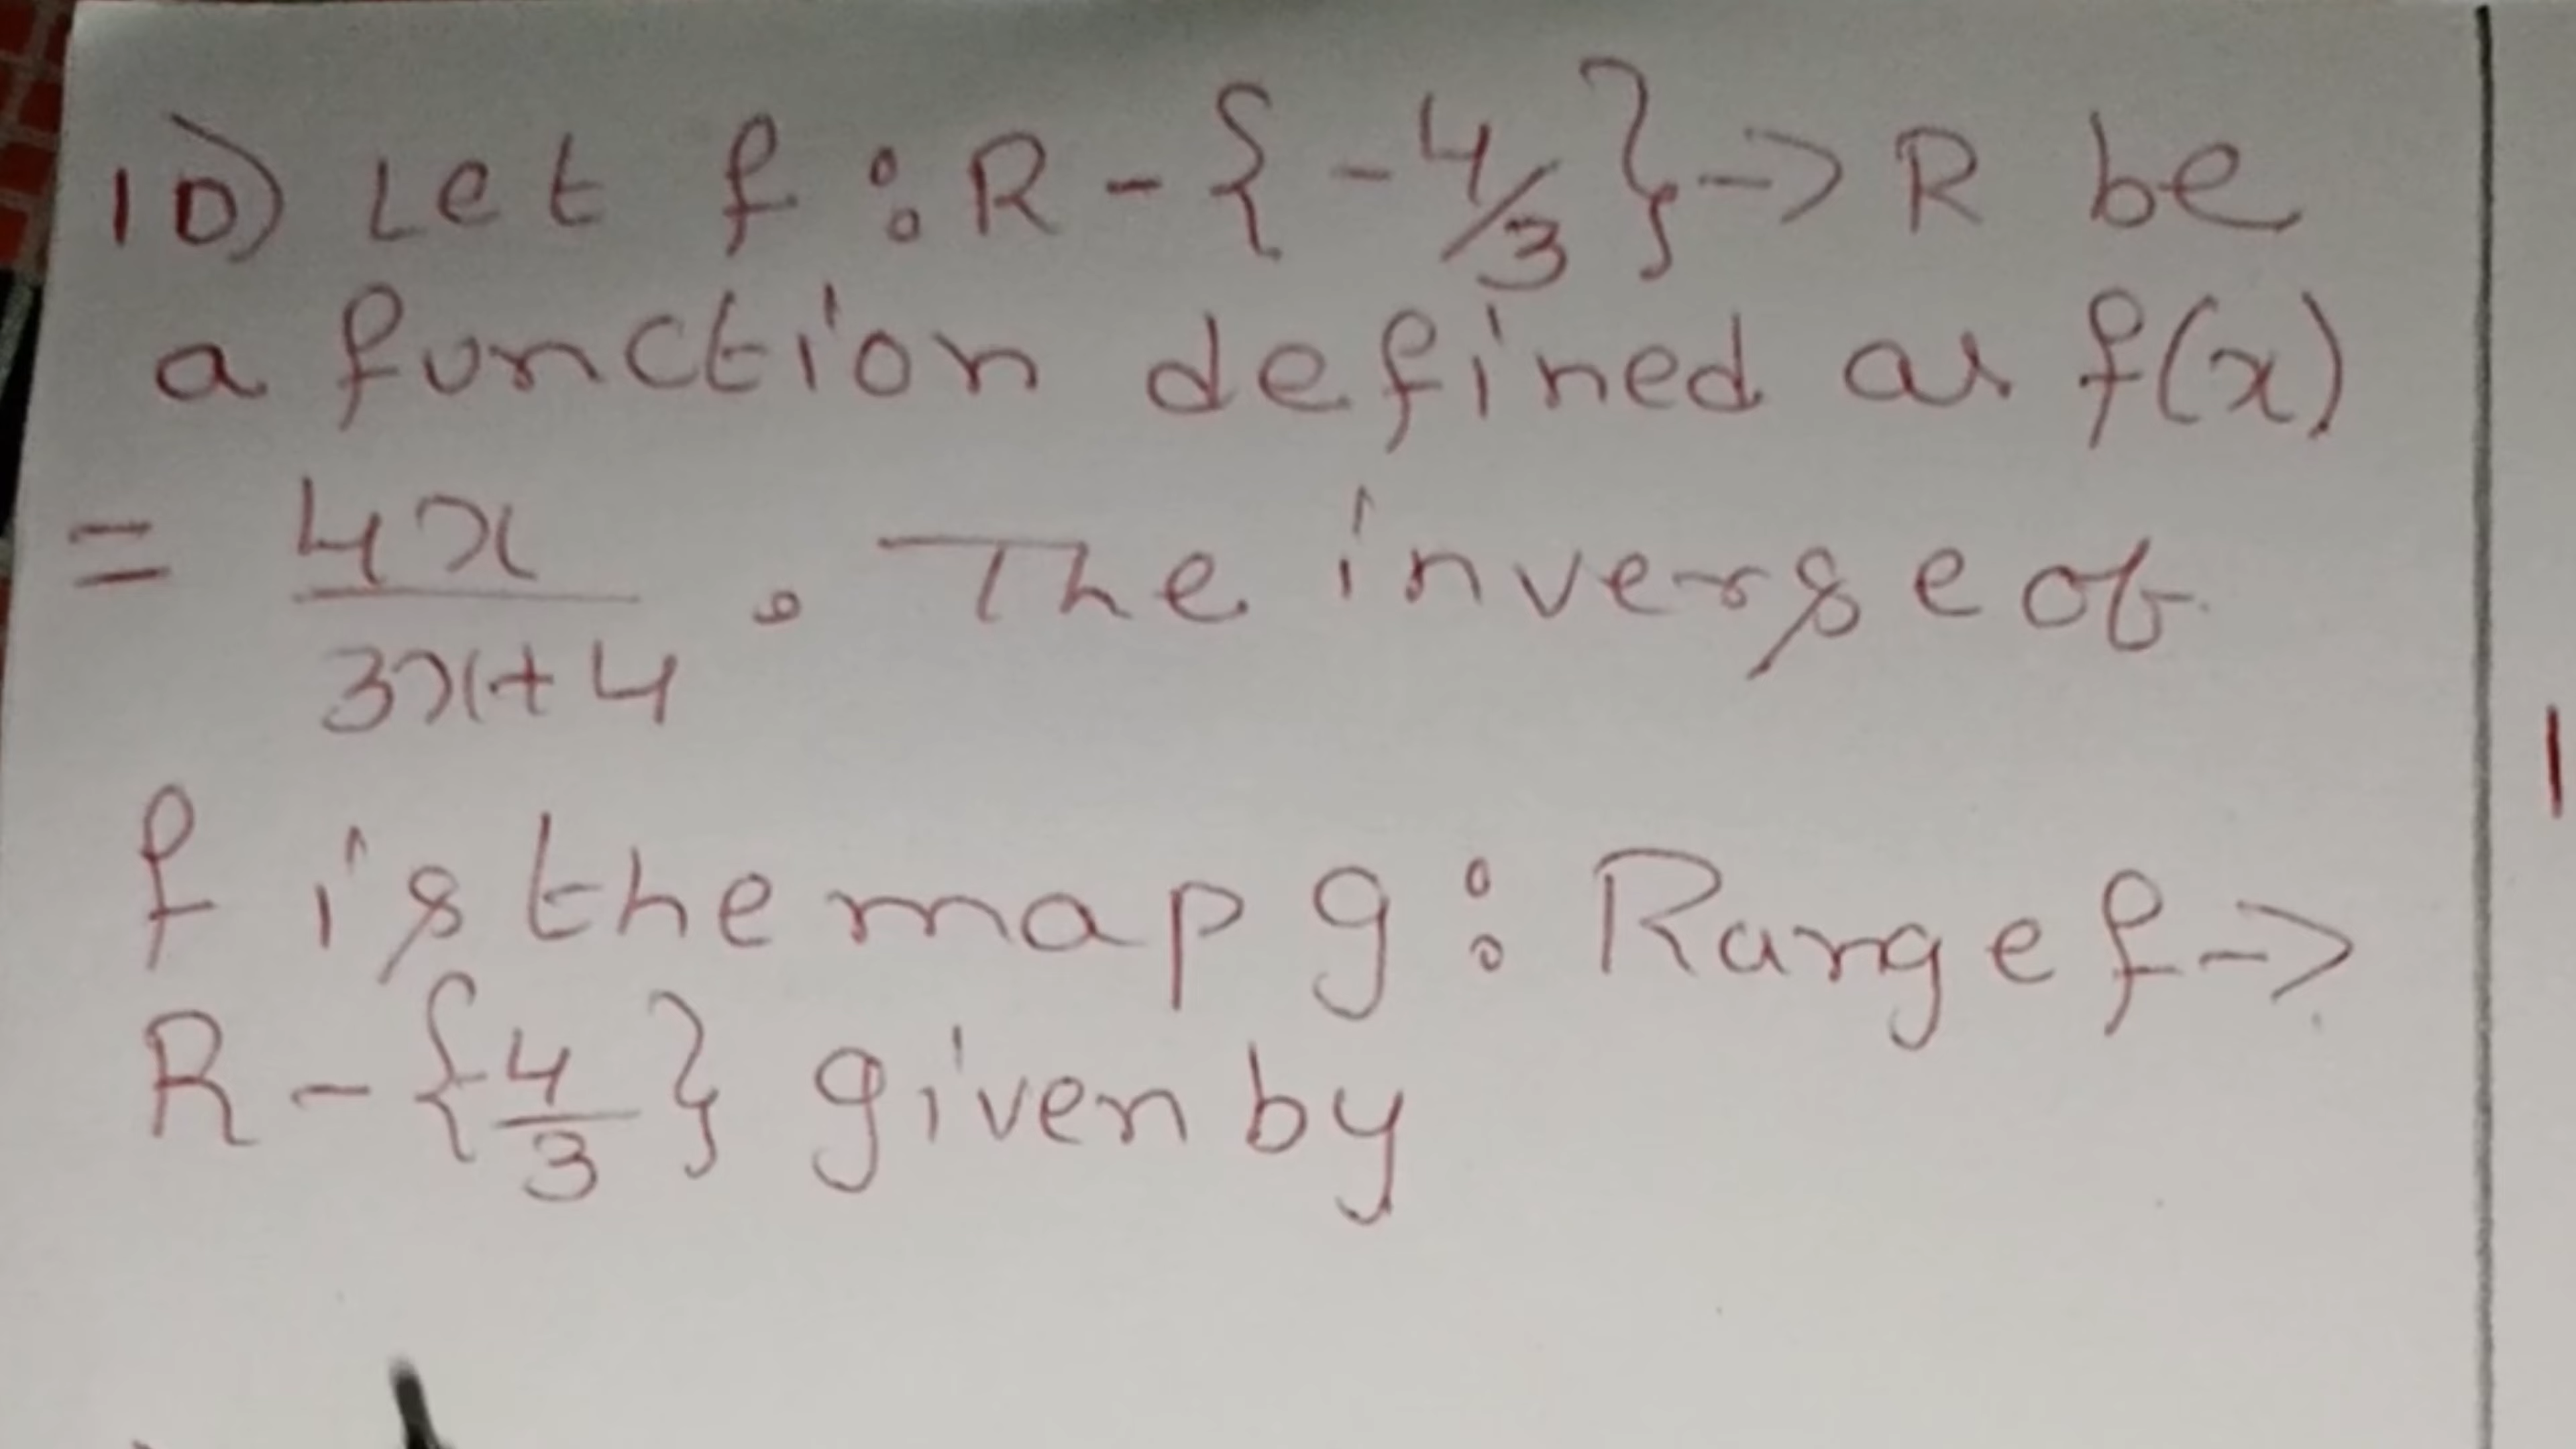 10) Let f : R - { - 4/3 } -> R be
a function defined as f(x)
= 4x / 3x+4 . The inverse of
f is the map g : Range f ->
R - { 4/3 } given by